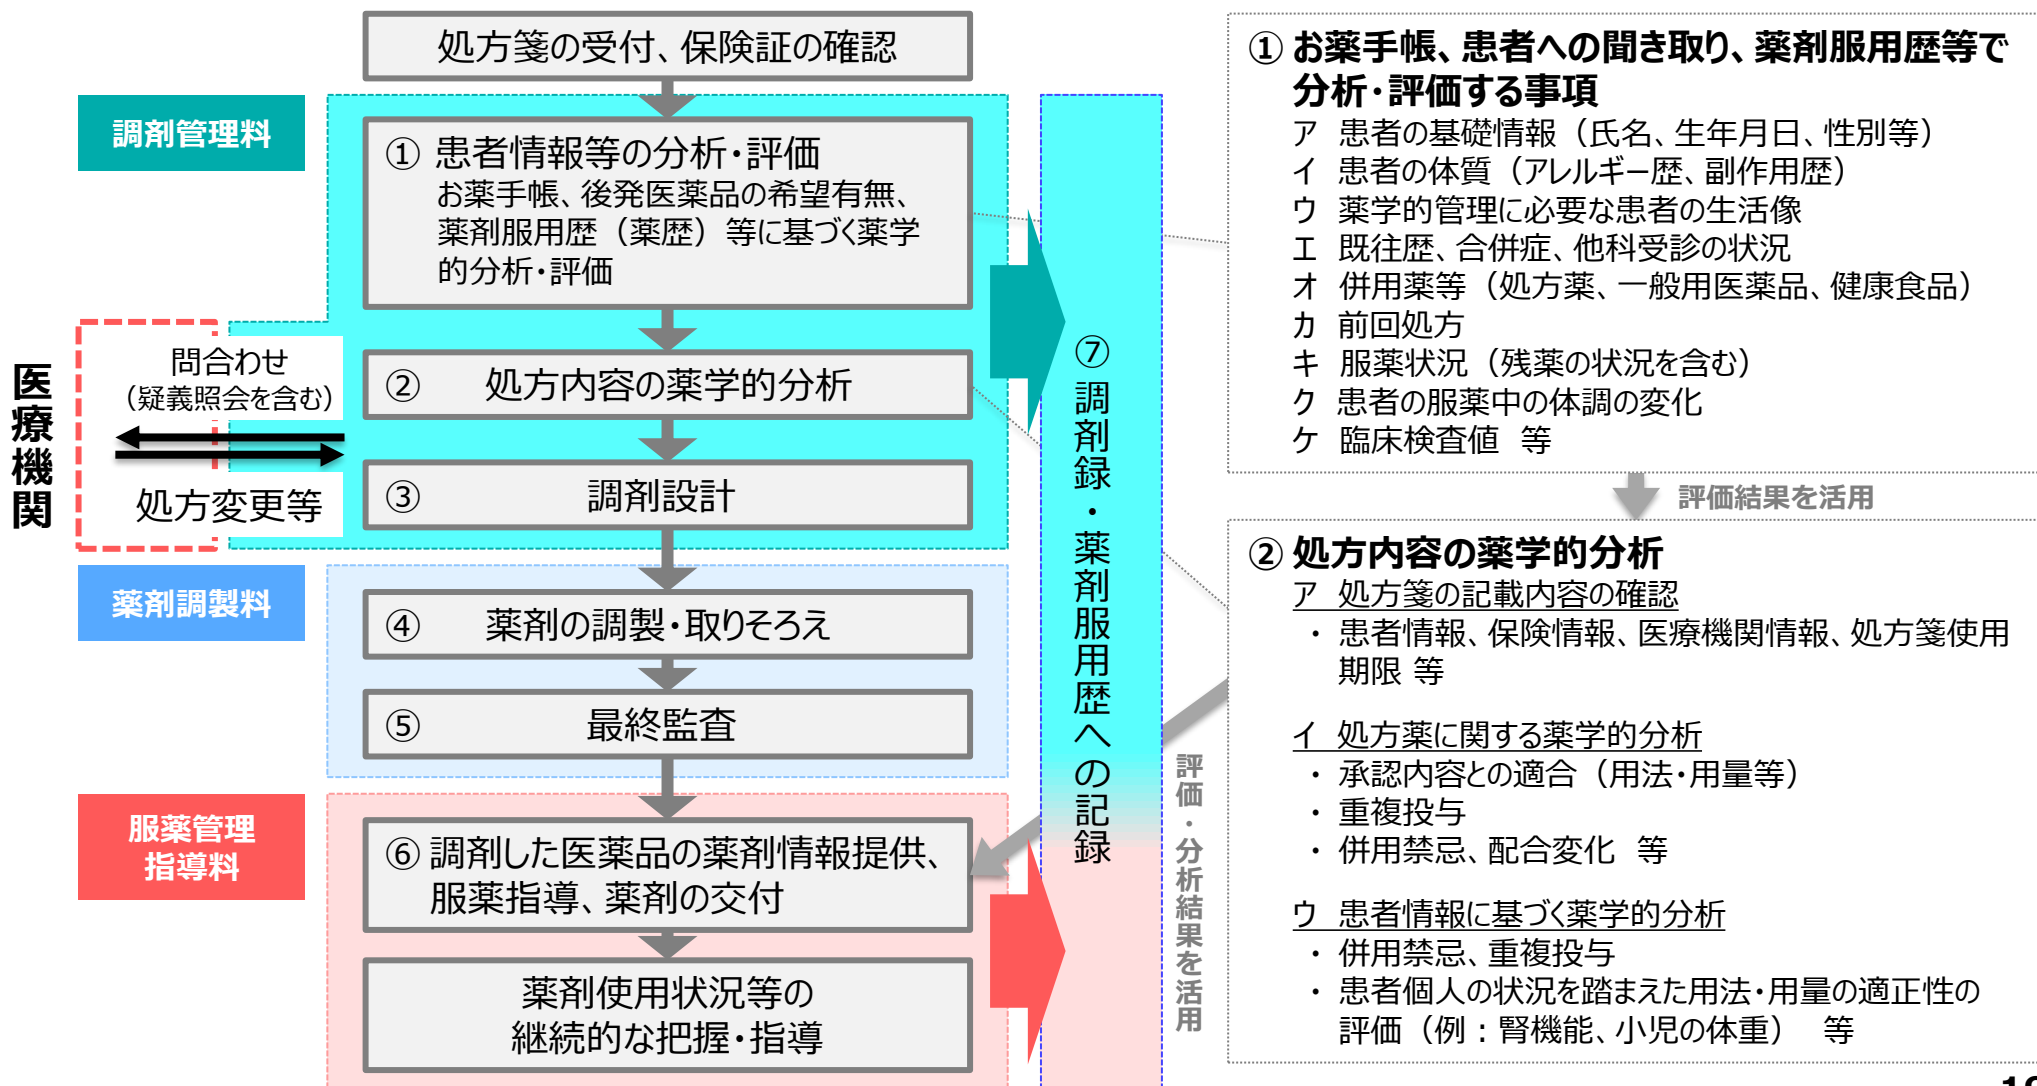 処方箋の受付、保険証の確認
調剤管理料
① 患者情報等の分析・評価
お薬手帳、後発医薬品の希望有無、
薬剤服用歴（薬歴）等に基づく薬学
的分析・評価
医療機関
問合わせ
（疑義照会を含む）
処方変更等
② 処方内容の薬学的分析
③ 調剤設計
薬剤調製料
④ 薬剤の調製・取りそろえ
⑤ 最終監査
服薬管理
指導料
⑥ 調剤した医薬品の薬剤情報提供、
服薬指導、薬剤の交付
薬剤使用状況等の
継続的な把握・指導
⑦調剤録・薬剤服用歴への記録
① お薬手帳、患者への聞き取り、薬剤服用歴等で
分析・評価する事項
ア 患者の基礎情報（氏名、生年月日、性別等）
イ 患者の体質（アレルギー歴、副作用歴）
ウ 薬学的管理に必要な患者の生活像
エ 既往歴、合併症、他科受診の状況
オ 併用薬等（処方薬、一般用医薬品、健康食品）
カ 前回処方
キ 服薬状況（残薬の状況を含む）
ク 患者の服薬中の体調の変化
ケ 臨床検査値 等
評価結果を活用
② 処方内容の薬学的分析
ア 処方箋の記載内容の確認
・ 患者情報、保険情報、医療機関情報、処方箋使用
期限 等
イ 処方薬に関する薬学的分析
・ 承認内容との適合（用法・用量等）
・ 重複投与
・ 併用禁忌、配合変化 等
ウ 患者情報に基づく薬学的分析
・ 併用禁忌、重複投与
・ 患者個人の状況を踏まえた用法・用量の適正性の
評価（例：腎機能、小児の体重） 等
評価・分析結果を活用